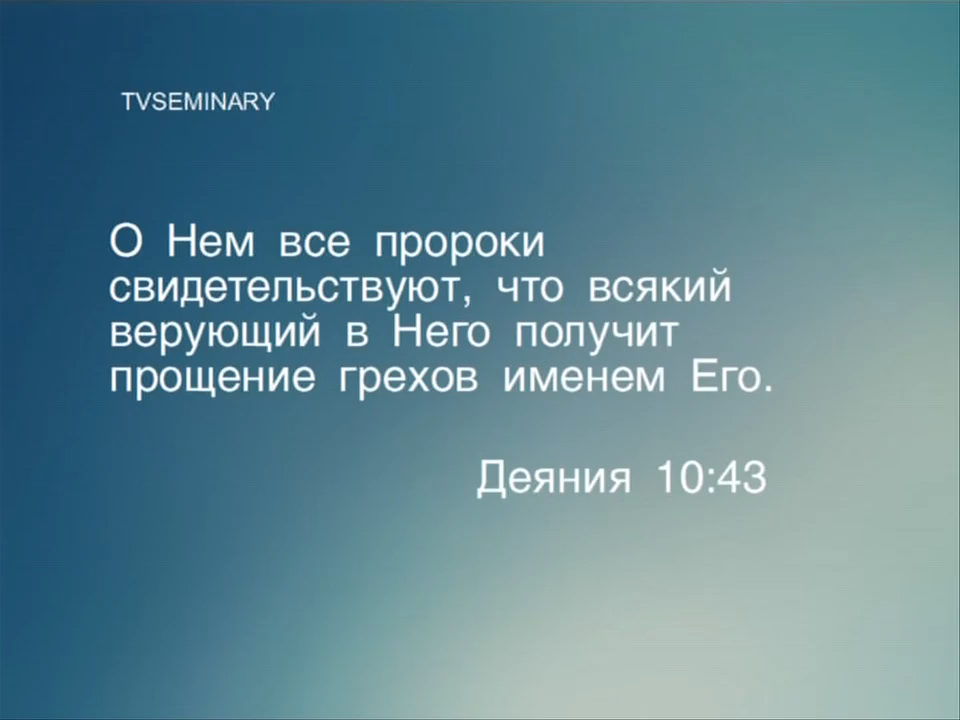 TVSEMINARY
О Нем все пророки
свидетельствуют, что всякий
верующий в Него получит
прощение грехов именем Его.
Деяния 10:43